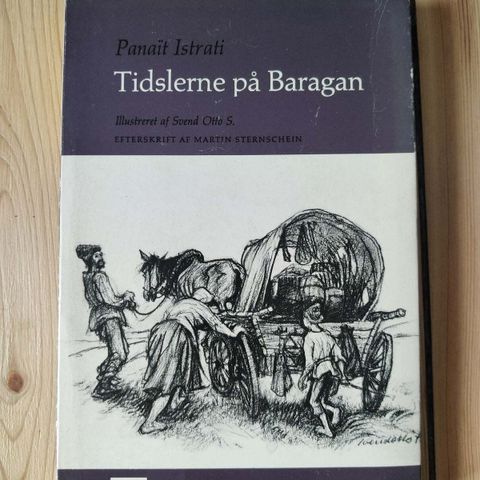 Panaït Istrati
Tidslerne på Baragan
Illustreret af Svend Otto S.
EFTERSKRIFT AF MARTIN STERNSCHEIN